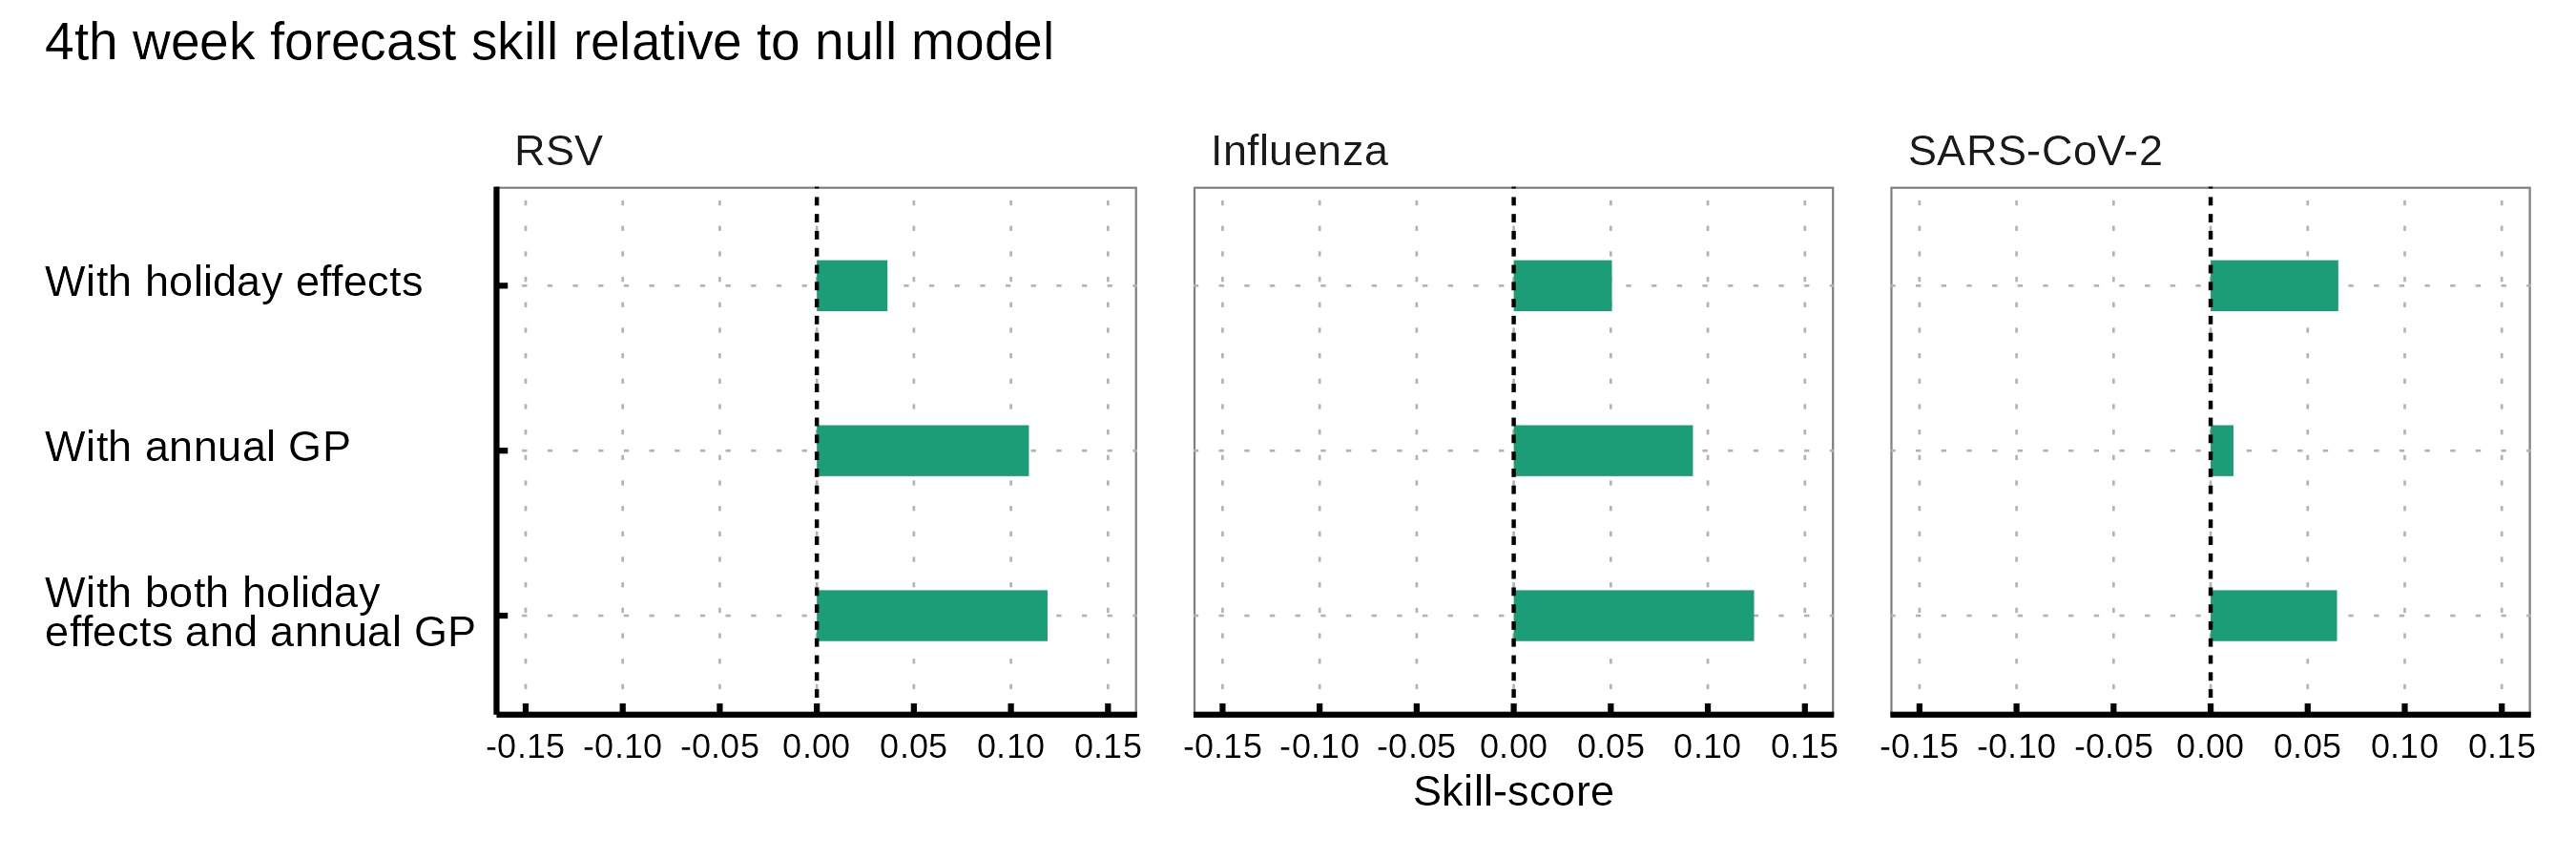 4th week forecast skill relative to null model
RSV
Influenza
SARS-CoV-2
With holiday effects
With annual GP
With both holiday
effects and annual GP
-0.15 -0.10 -0.05 0.00 0.05 0.10 0.15
-0.15 -0.10 -0.05 0.00 0.05 0.10 0.15
-0.15 -0.10 -0.05 0.00 0.05 0.10 0.15
Skill-score